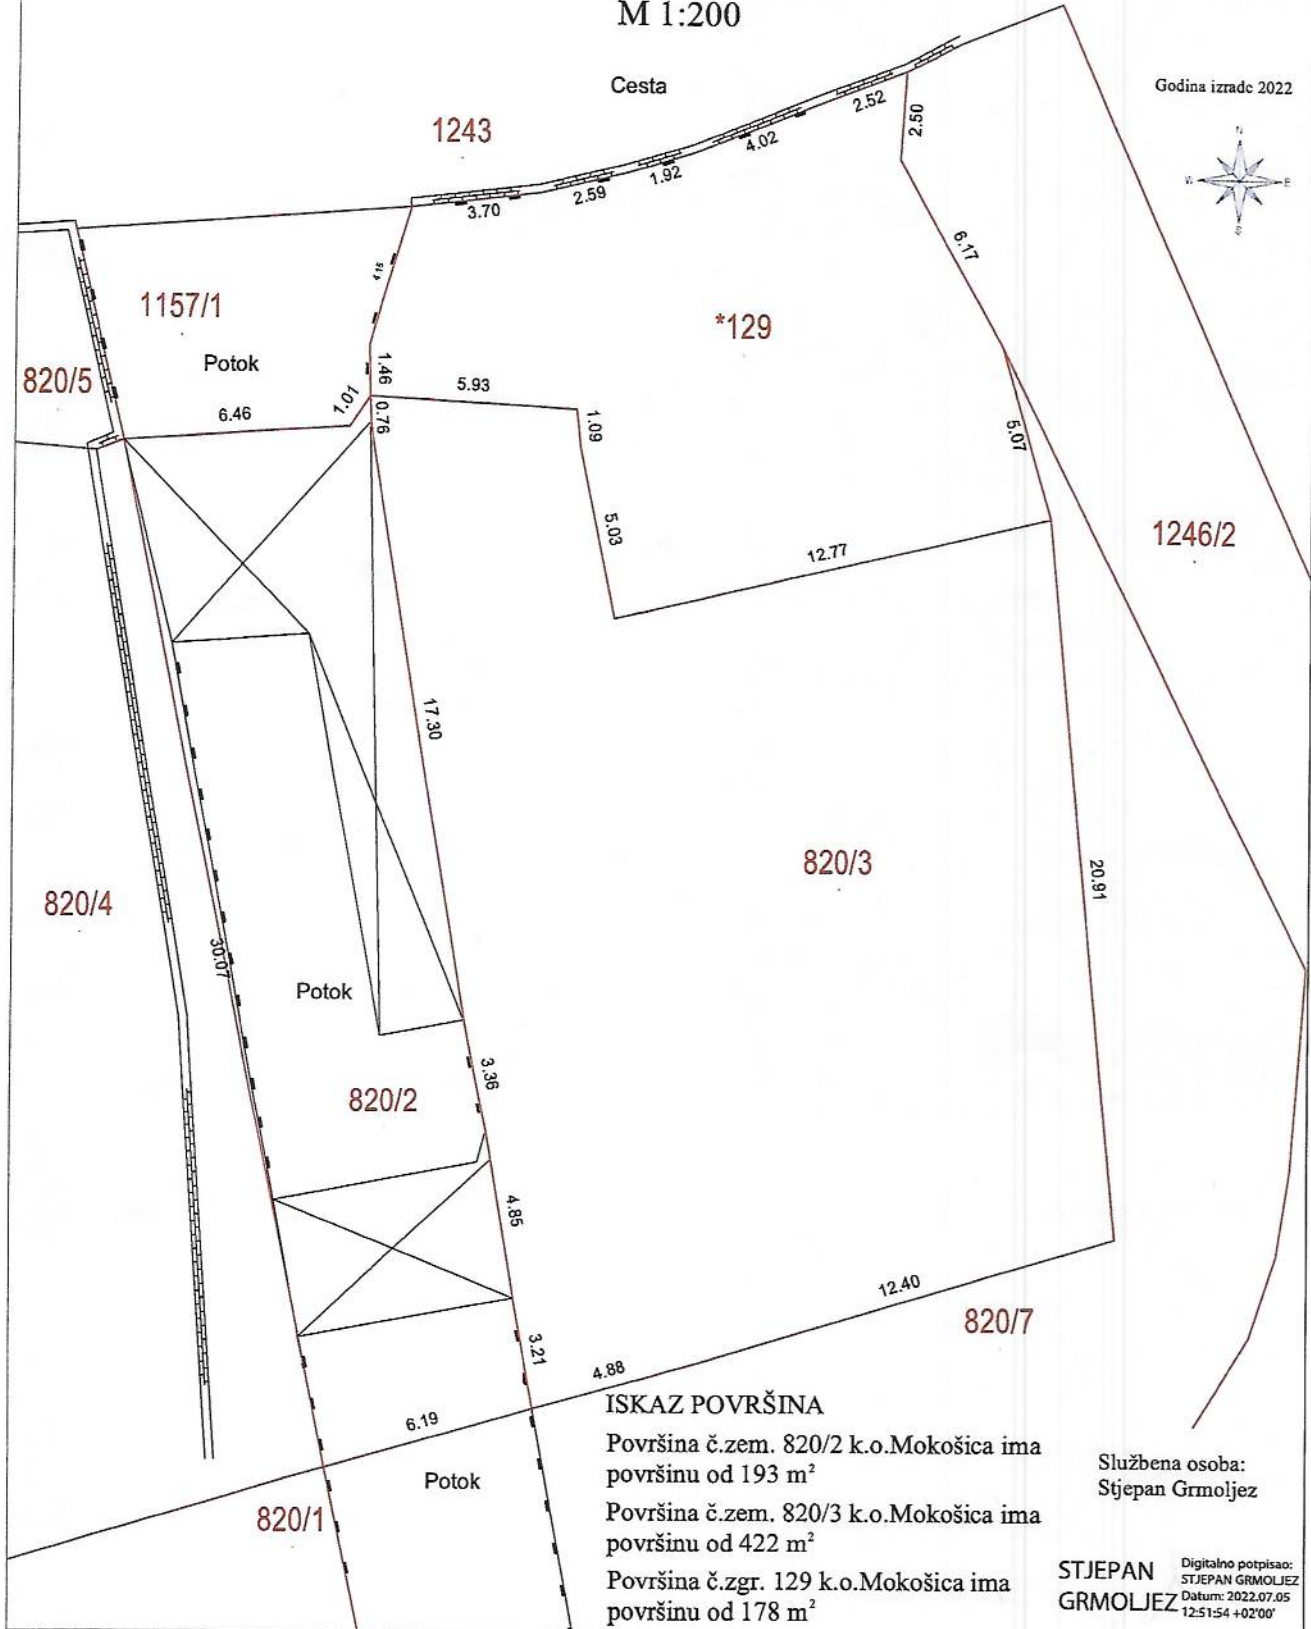 M 1:200
Cesta
Godina izrade 2022
1243
2.52
2.50
4.02
1.92
2.59
3.70
N
W
E
S
6.17
4.15
1157/1
*129
Potok
820/5
1.46
5.93
1.01
6.46
0.76
1.09
5.07
5.03
12.77
1246/2
17.30
820/3
20.91
820/4
30.07
Potok
3.36
820/2
4.85
12.40
820/7
3.21
4.88
6.19
ISKAZ POVRŠINA
Površina č.zem. 820/2 k.o.Mokošica ima
površinu od 193 m²
Površina č.zem. 820/3 k.o.Mokošica ima
površinu od 422 m²
Površina č.zgr. 129 k.o.Mokošica ima
površinu od 178 m²
Potok
820/1
Službena osoba:
Stjepan Grmoljez
STJEPAN
GRMOLJEZ
Digitalno potpisao:
STJEPAN GRMOLJEZ
Datum: 2022.07.05
12:51:54 +02'00'